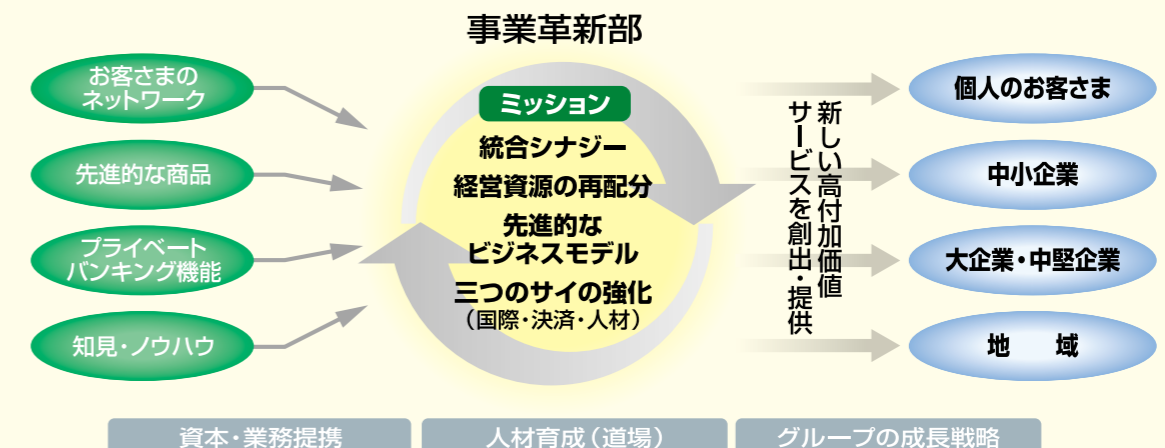 事業革新部
お客さまの
ネットワーク
先進的な商品
プライベート
バンキング機能
知見・ノウハウ
ミッション
統合シナジー
経営資源の再配分
先進的な
ビジネスモデル
三つのサイの強化
（国際・決済・人材）
新しい高付加価値
サービスを創出・提供
個人のお客さま
中小企業
大企業・中堅企業
地　域
資本・業務提携
人材育成（道場）
グループの成長戦略